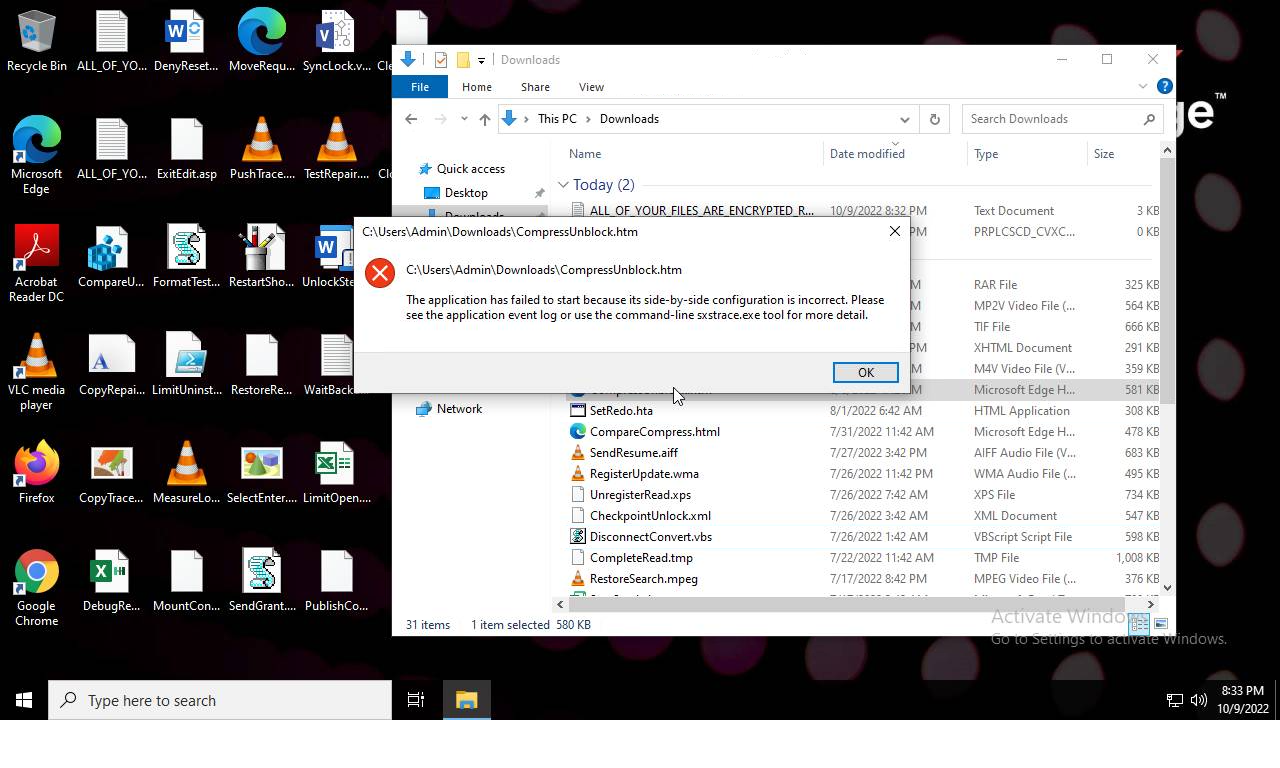 Recycle Bin
ALL_OF_YO...
DenyReset...
MoveRequ...
SyncLock.v...
Microsoft
Edge
ALL_OF_YO...
ExitEdit.asp
PushTrace....
TestRepair....
Acrobat
Reader DC
CompareU...
FormatTest...
RestartSho...
VLC media
player
CopyRepai...
LimitUninst...
RestoreRe...
Firefox
CopyTrace...
MeasureLo...
SelectEnter....
LimitOpen....
Google
Chrome
DebugRe...
MountCon...
SendGrant....
PublishCo...
Downloads
File
Home
Share
View
This PC
Downloads
Search Downloads
Quick access
Desktop
Network
Name
Date modified
Type
Size
Today (2)
ALL_OF_YOUR_FILES_ARE_ENCRYPTED_R...
10/9/2022 8:32 PM
Text Document
3 KB
PRPLCSCD_CVXC...
0 KB
RAR File
325 KB
MP2V Video File (...
564 KB
TIF File
666 KB
XHTML Document
291 KB
M4V Video File (V...
359 KB
Microsoft Edge H...
581 KB
SetRedo.hta
8/1/2022 6:42 AM
HTML Application
308 KB
CompareCompress.html
7/31/2022 11:42 AM
Microsoft Edge H...
478 KB
SendResume.aiff
7/27/2022 3:42 PM
AIFF Audio File (V...
683 KB
RegisterUpdate.wma
7/26/2022 11:42 PM
WMA Audio File (...
495 KB
UnregisterRead.xps
7/26/2022 7:42 AM
XPS File
734 KB
CheckpointUnlock.xml
7/26/2022 3:42 AM
XML Document
547 KB
DisconnectConvert.vbs
7/26/2022 1:42 AM
VBScript Script File
598 KB
CompleteRead.tmp
7/22/2022 11:42 AM
TMP File
1,008 KB
RestoreSearch.mpeg
7/17/2022 8:42 PM
MPEG Video File (...
376 KB
31 items
1 item selected 580 KB
C:\Users\Admin\Downloads\CompressUnblock.htm
C:\Users\Admin\Downloads\CompressUnblock.htm
The application has failed to start because its side-by-side configuration is incorrect. Please
see the application event log or use the command-line sxstrace.exe tool for more detail.
OK
Activate Windows
Go to Settings to activate Windows.
Type here to search
8:33 PM
10/9/2022